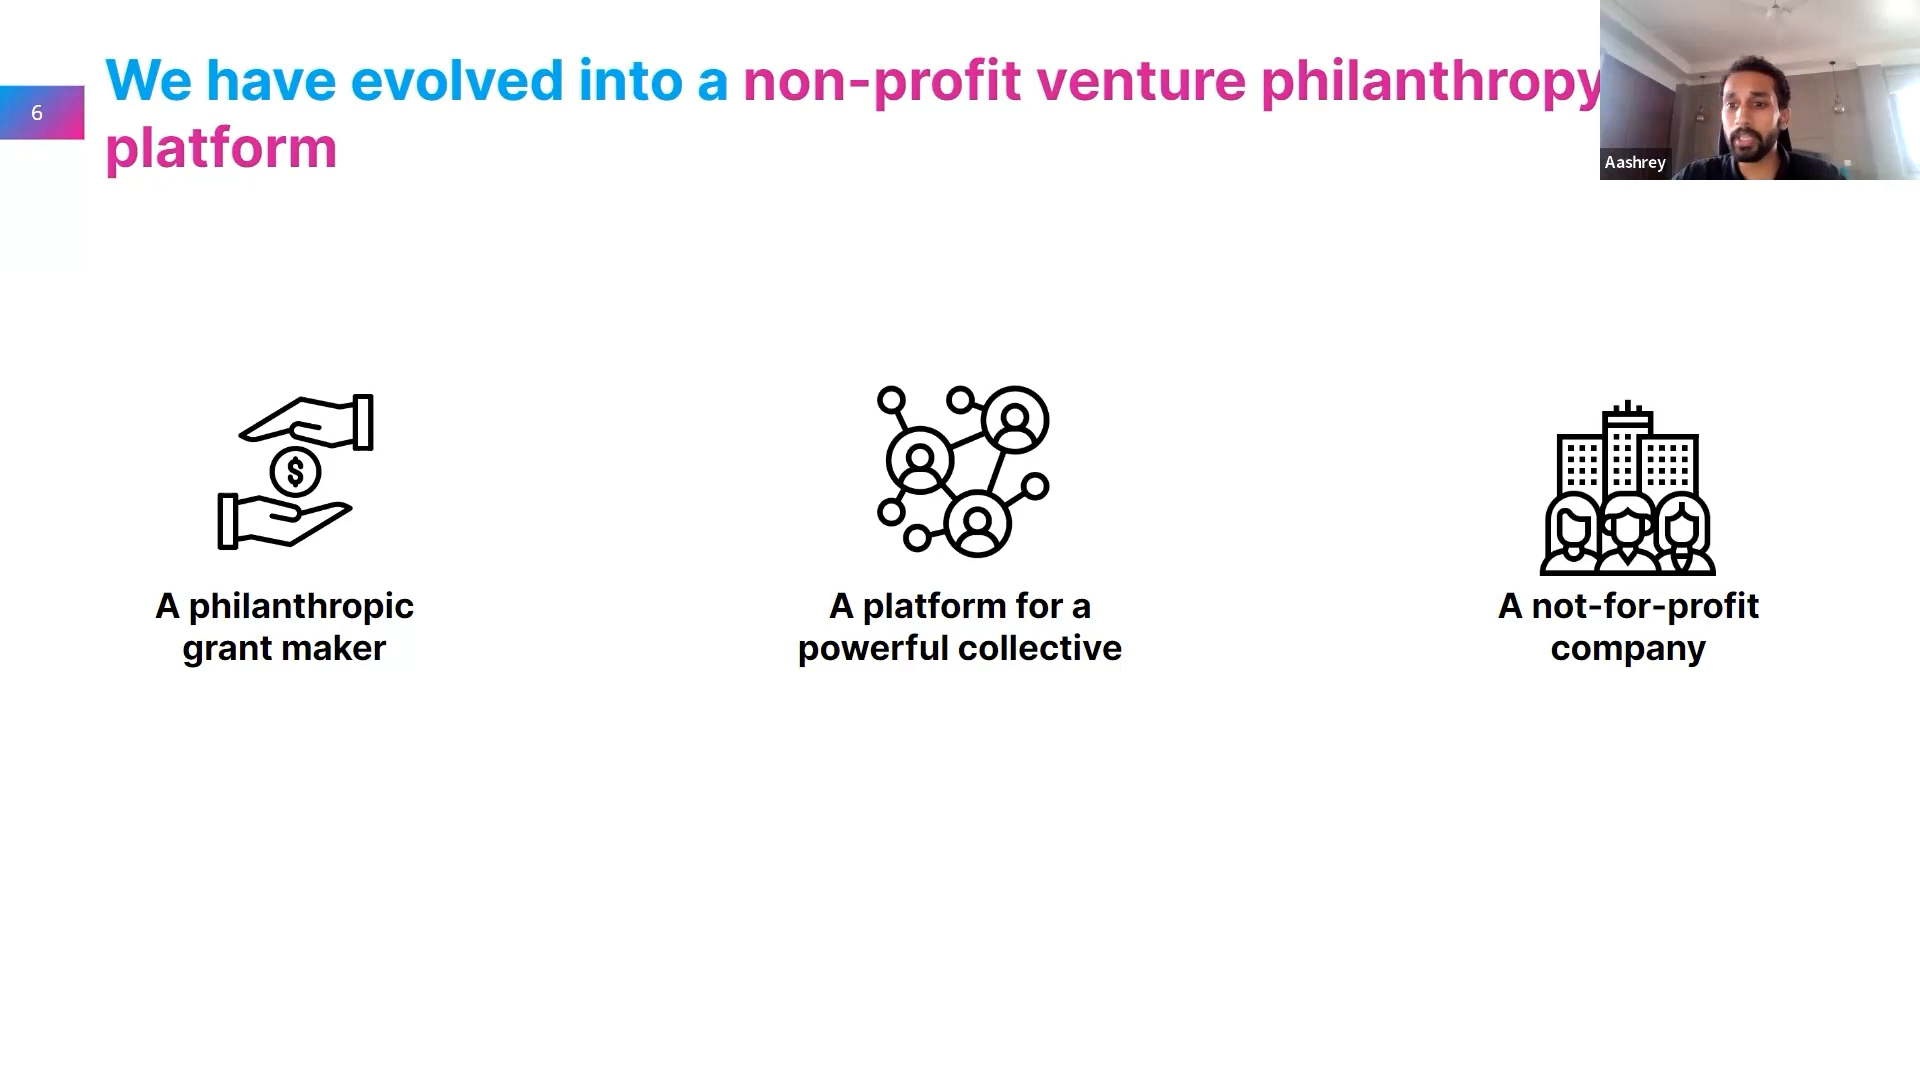 6
We have evolved into a non-profit venture philanthropy
platform
Aashrey
$
A philanthropic
grant maker
A platform for a
powerful collective
A not-for-profit
company